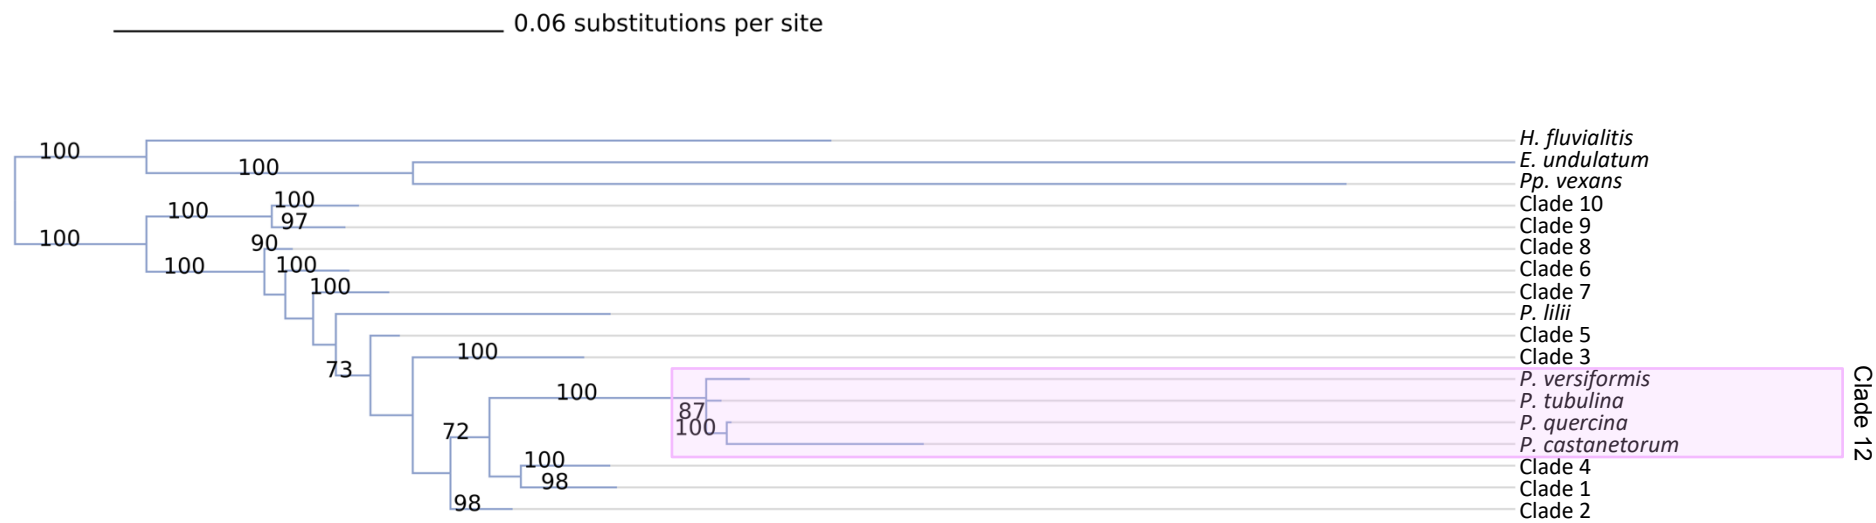 0.06 substitutions per site
100
H. fluvialitis
E. undulatum
100
Pp. vexans
100
Clade 10
100
97
Clade 9
100
90
Clade 8
100
100
Clade 6
100
Clade 7
P. lilii
Clade 5
100
Clade 3
73
P. versiformis
100
P. tubulina
87
P. quercina
100
72
P. castanetorum
100
Clade 4
98
Clade 1
98
Clade 2
Clade 12